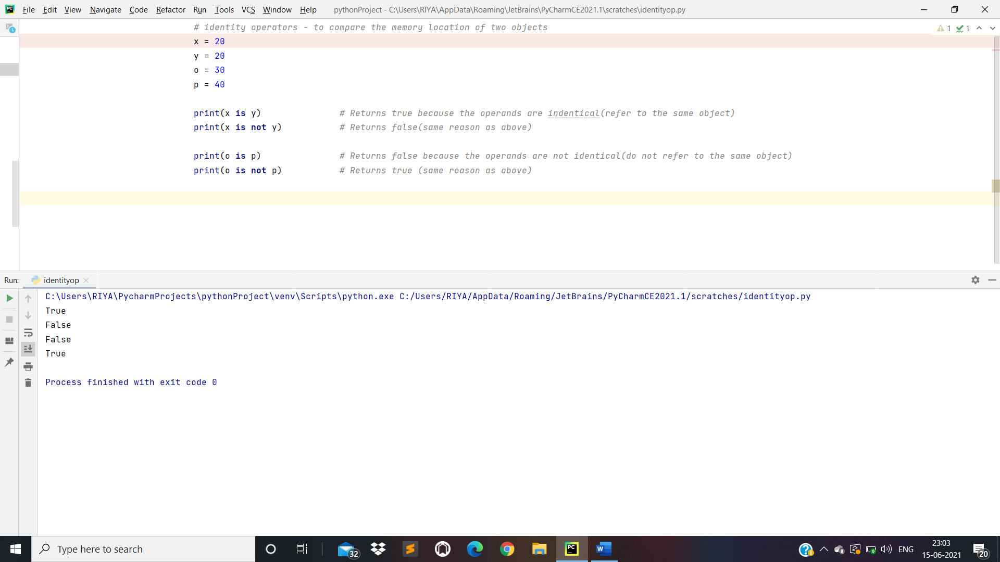 PC File Edit View Navigate Code Refactor Run Tools VCS Window Help pythonProject - C:\Users\RIYA\AppData\Roaming\JetBrains\PyCharmCE2021.1\scratches\identityop.py
# identity operators - to compare the memory location of two objects 1 1
x = 20
y = 20
o = 30
p = 40
print(x is y) # Returns true because the operands are indentical(refer to the same object)
print(x is not y) # Returns false(same reason as above)
print(o is p) # Returns false because the operands are not identical(do not refer to the same object)
print(o is not p) # Returns true (same reason as above)
Run: identityop
C:\Users\RIYA\PycharmProjects\pythonProject\venv\Scripts\python.exe C:/Users/RIYA/AppData/Roaming/JetBrains/PyCharmCE2021.1/scratches/identityop.py
True
False
False
True
Process finished with exit code 0
Type here to search 32 PC W ENG 23:03
15-06-2021 20